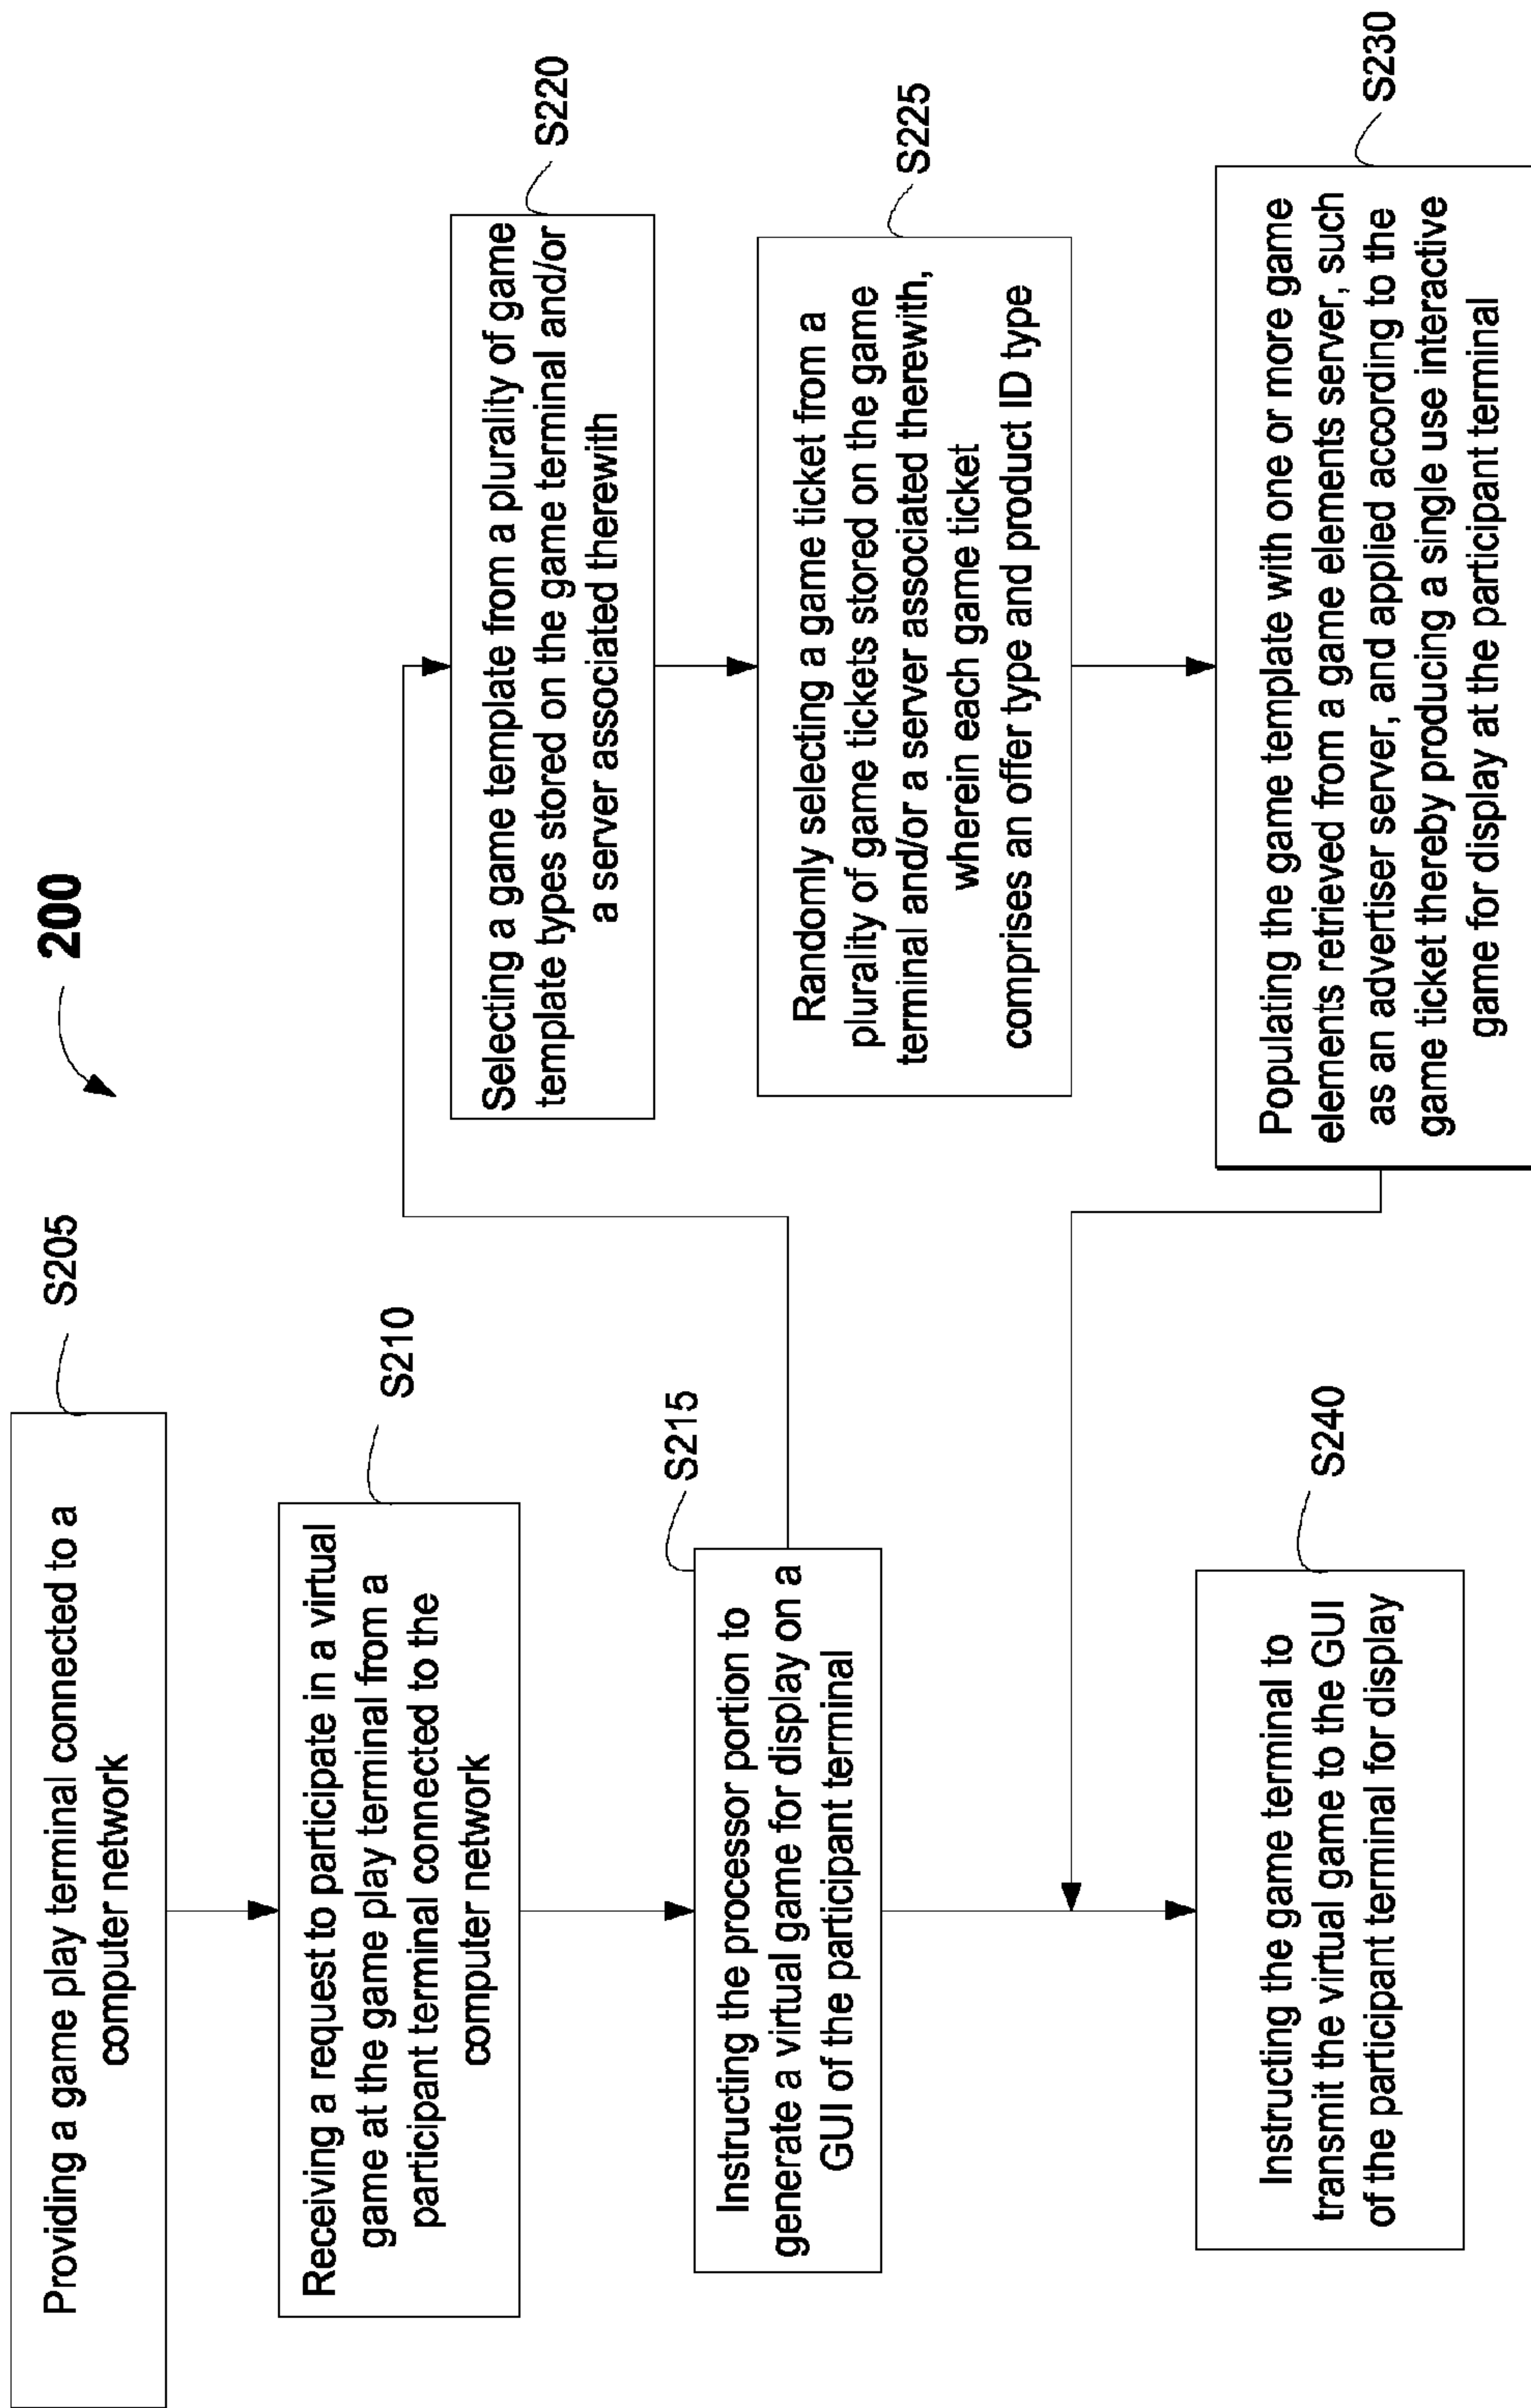 200
Providing a game play terminal connected to a
computer network
S205
Receiving a request to participate in a virtual
game at the game play terminal from a
participant terminal connected to the
computer network
S210
Instructing the processor portion to
generate a virtual game for display on a
GUI of the participant terminal
S215
Selecting a game template from a plurality of game
template types stored on the game terminal and/or
a server associated therewith
S220
Randomly selecting a game ticket from a
plurality of game tickets stored on the game
terminal and/or a server associated therewith,
wherein each game ticket
comprises an offer type and product ID type
S225
Populating the game template with one or more game
elements retrieved from a game elements server, such
as an advertiser server, and applied according to the
game ticket thereby producing a single use interactive
game for display at the participant terminal
S230
Instructing the game terminal to
transmit the virtual game to the GUI
of the participant terminal for display
S240